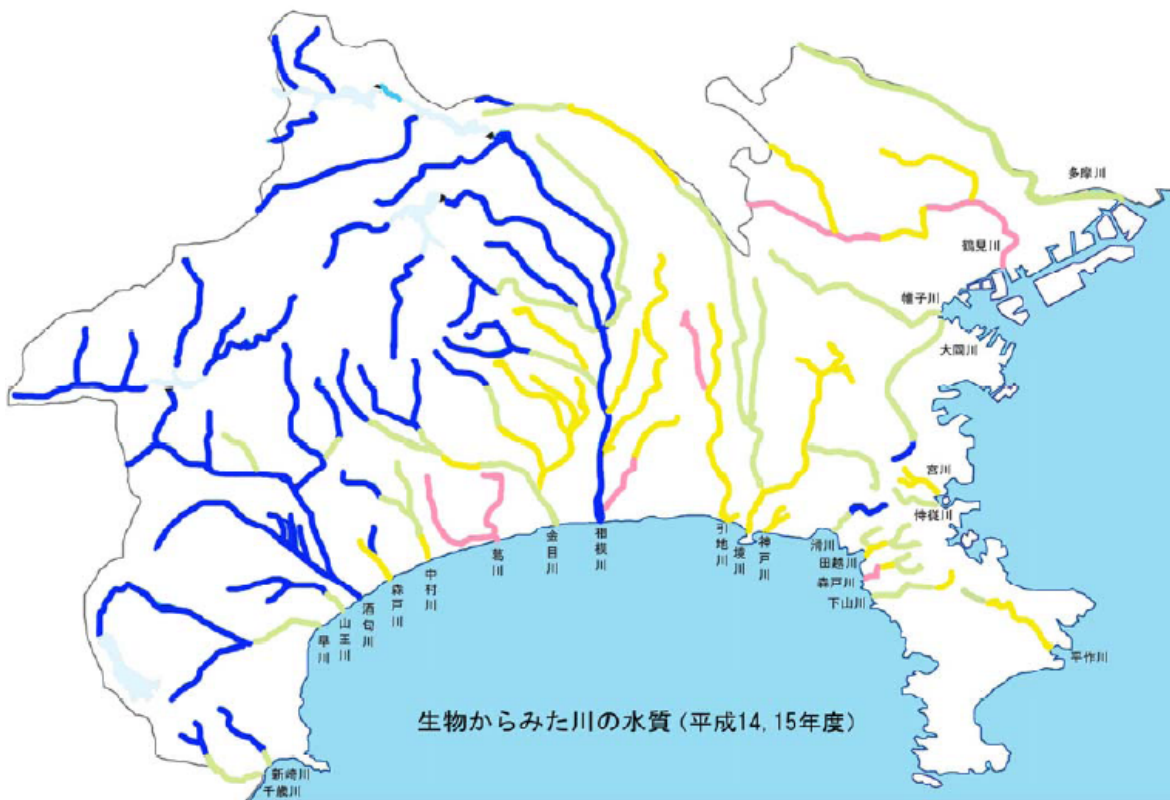 多摩川
鶴見川
帷子川
大岡川
宮川
侍従川
引地川
境川
神戸川
滑川
田越川
森戸川
下山川
平作川
相模川
金目川
葛川
中村川
森戸川
酒匂川
山王川
早川
新崎川
千歳川
生物からみた川の水質(平成14,15年度)